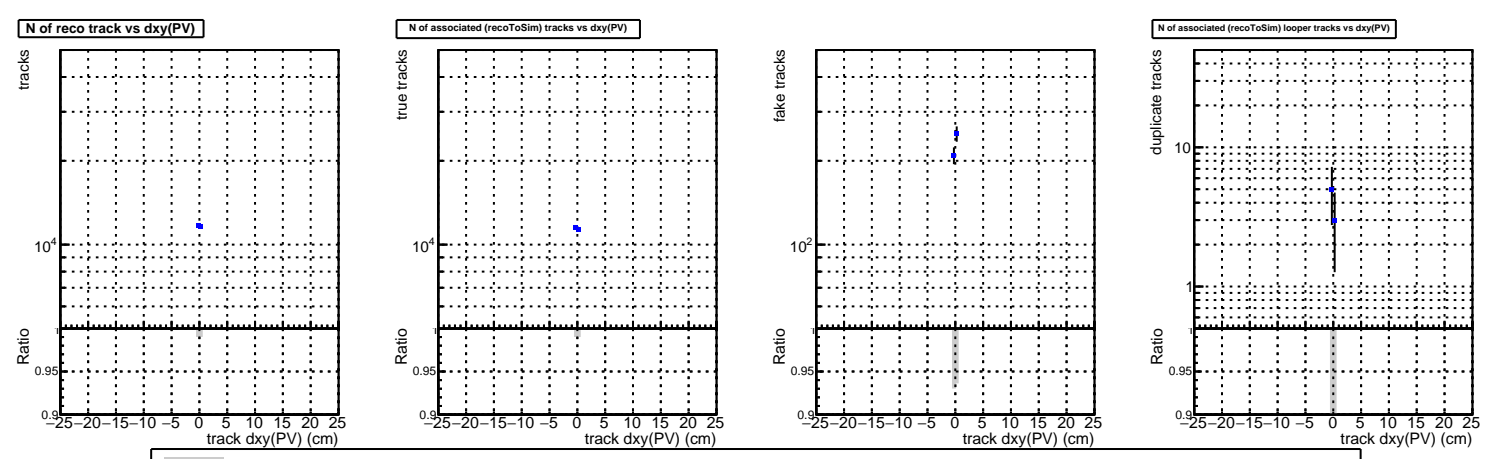 N of reco track vs dxy(PV)
tracks
10⁴
Ratio
1
0.95
0.9
−25 −20 −15 −10 −5 0 5 10 15 20 25
track dxy(PV) (cm)
N of associated (recoToSim) tracks vs dxy(PV)
true tracks
10⁴
Ratio
1
0.95
0.9
−25 −20 −15 −10 −5 0 5 10 15 20 25
track dxy(PV) (cm)
fake tracks
10²
Ratio
1
0.95
0.9
−25 −20 −15 −10 −5 0 5 10 15 20 25
track dxy(PV) (cm)
N of associated (recoToSim) looper tracks vs dxy(PV)
duplicate tracks
10
1
Ratio
1
0.95
0.9
−25 −20 −15 −10 −5 0 5 10 15 20 25
track dxy(PV) (cm)